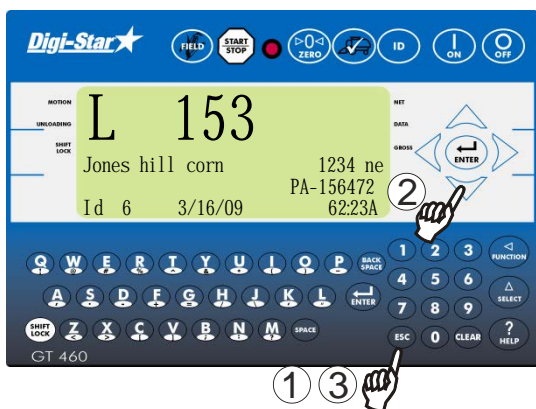 Digi-Star
FIELD START STOP 0 ZERO ID ON OFF
MOTION
UNLOADING
SHIFT LOCK
NET
DATA
GROSS
L 153
Jones hill corn 1234 ne
PA-156472
Id 6 3/16/09 62:23A
ENTER
2
Q W E R T Y U I O P BACK SPACE 1 2 3 FUNCTION
A S D F G H J K L ENTER 4 5 6 SELECT
7 8 9
SHIFT LOCK Z X C V B N M SPACE ESC 0 CLEAR ? HELP
GT 460
1 3